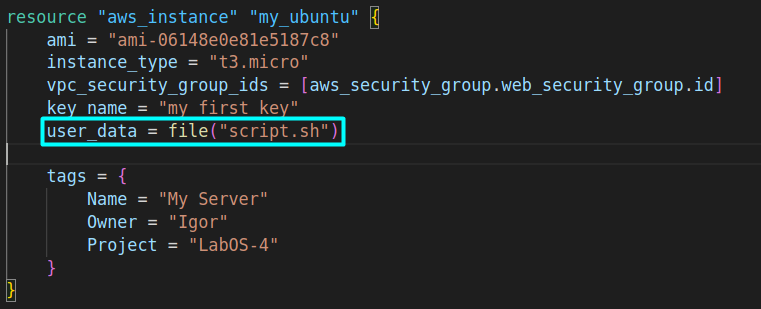 resource "aws_instance" "my_ubuntu" {
ami = "ami-06148e0e81e5187c8"
instance_type = "t3.micro"
vpc_security_group_ids = [aws_security_group.web_security_group.id]
key_name = "my_first_key"
user_data = file("script.sh")
tags = {
Name = "My Server"
Owner = "Igor"
Project = "LabOS-4"
}
}